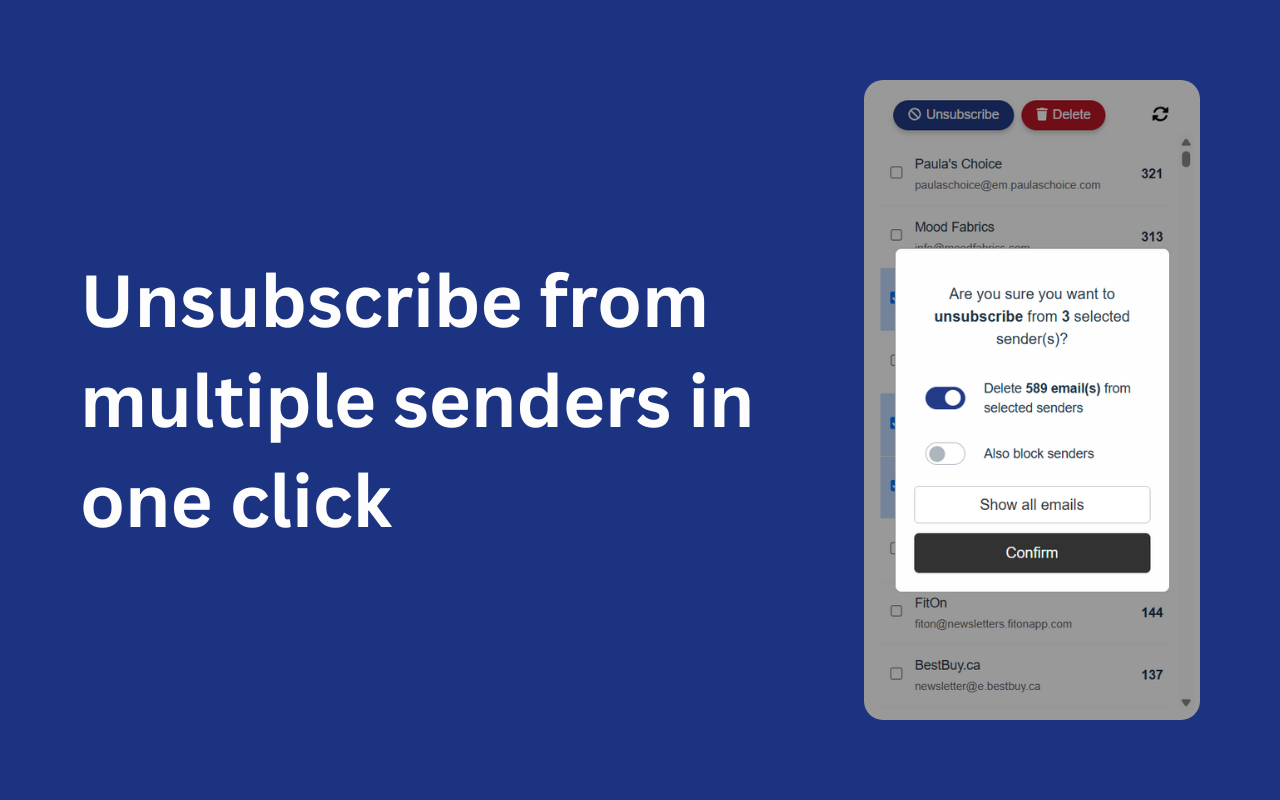 Unsubscribe from
multiple senders in
one click
Unsubscribe
Delete
Paula's Choice
paulaschoice@em.paulaschoice.com
321
Mood Fabrics
info@moodfabrics.com
313
Are you sure you want to
unsubscribe from 3 selected
sender(s)?
Delete 589 email(s) from
selected senders
Also block senders
Show all emails
Confirm
FitOn
fiton@newsletters.fitonapp.com
144
BestBuy.ca
newsletter@e.bestbuy.ca
137